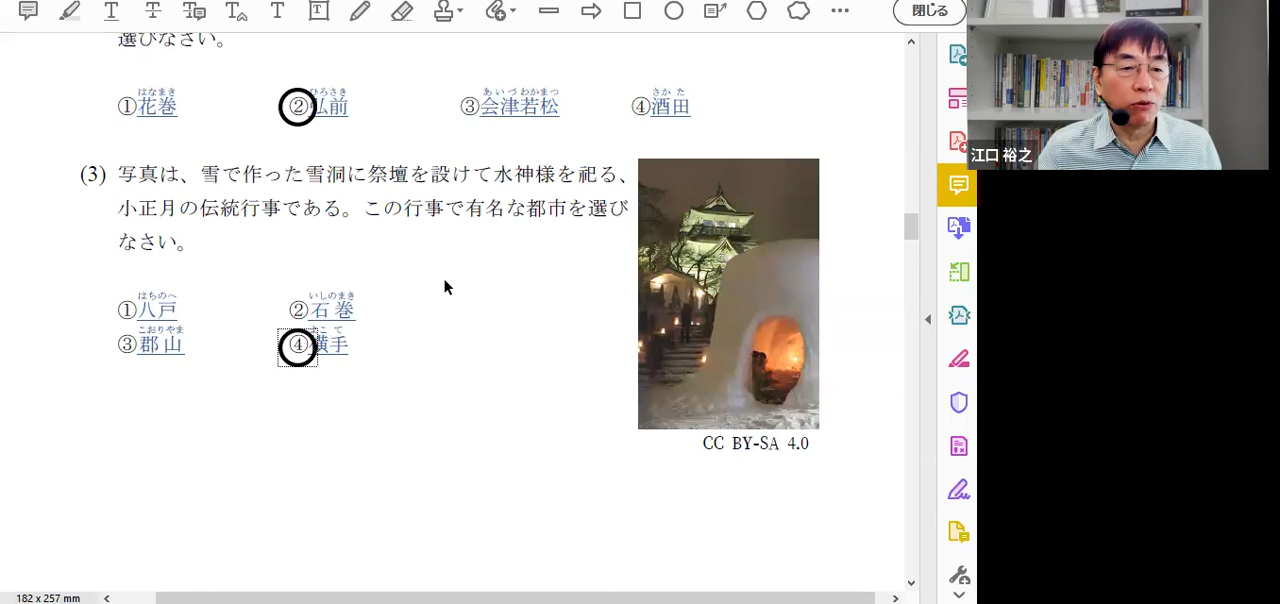 閉じる
選びなさい。
はなまき ひろさき あいづわかまつ さかた
①花巻 ②弘前 ③会津若松 ④酒田
(3) 写真は、雪で作った雪洞に祭壇を設けて水神様を祀る、
小正月の伝統行事である。この行事で有名な都市を選び
なさい。
はちのへ いしのまき
①八戸 ②石巻
こおりやま こて
③郡山 ④横手
CC BY-SA 4.0
江口 裕之
182 x 257 mm